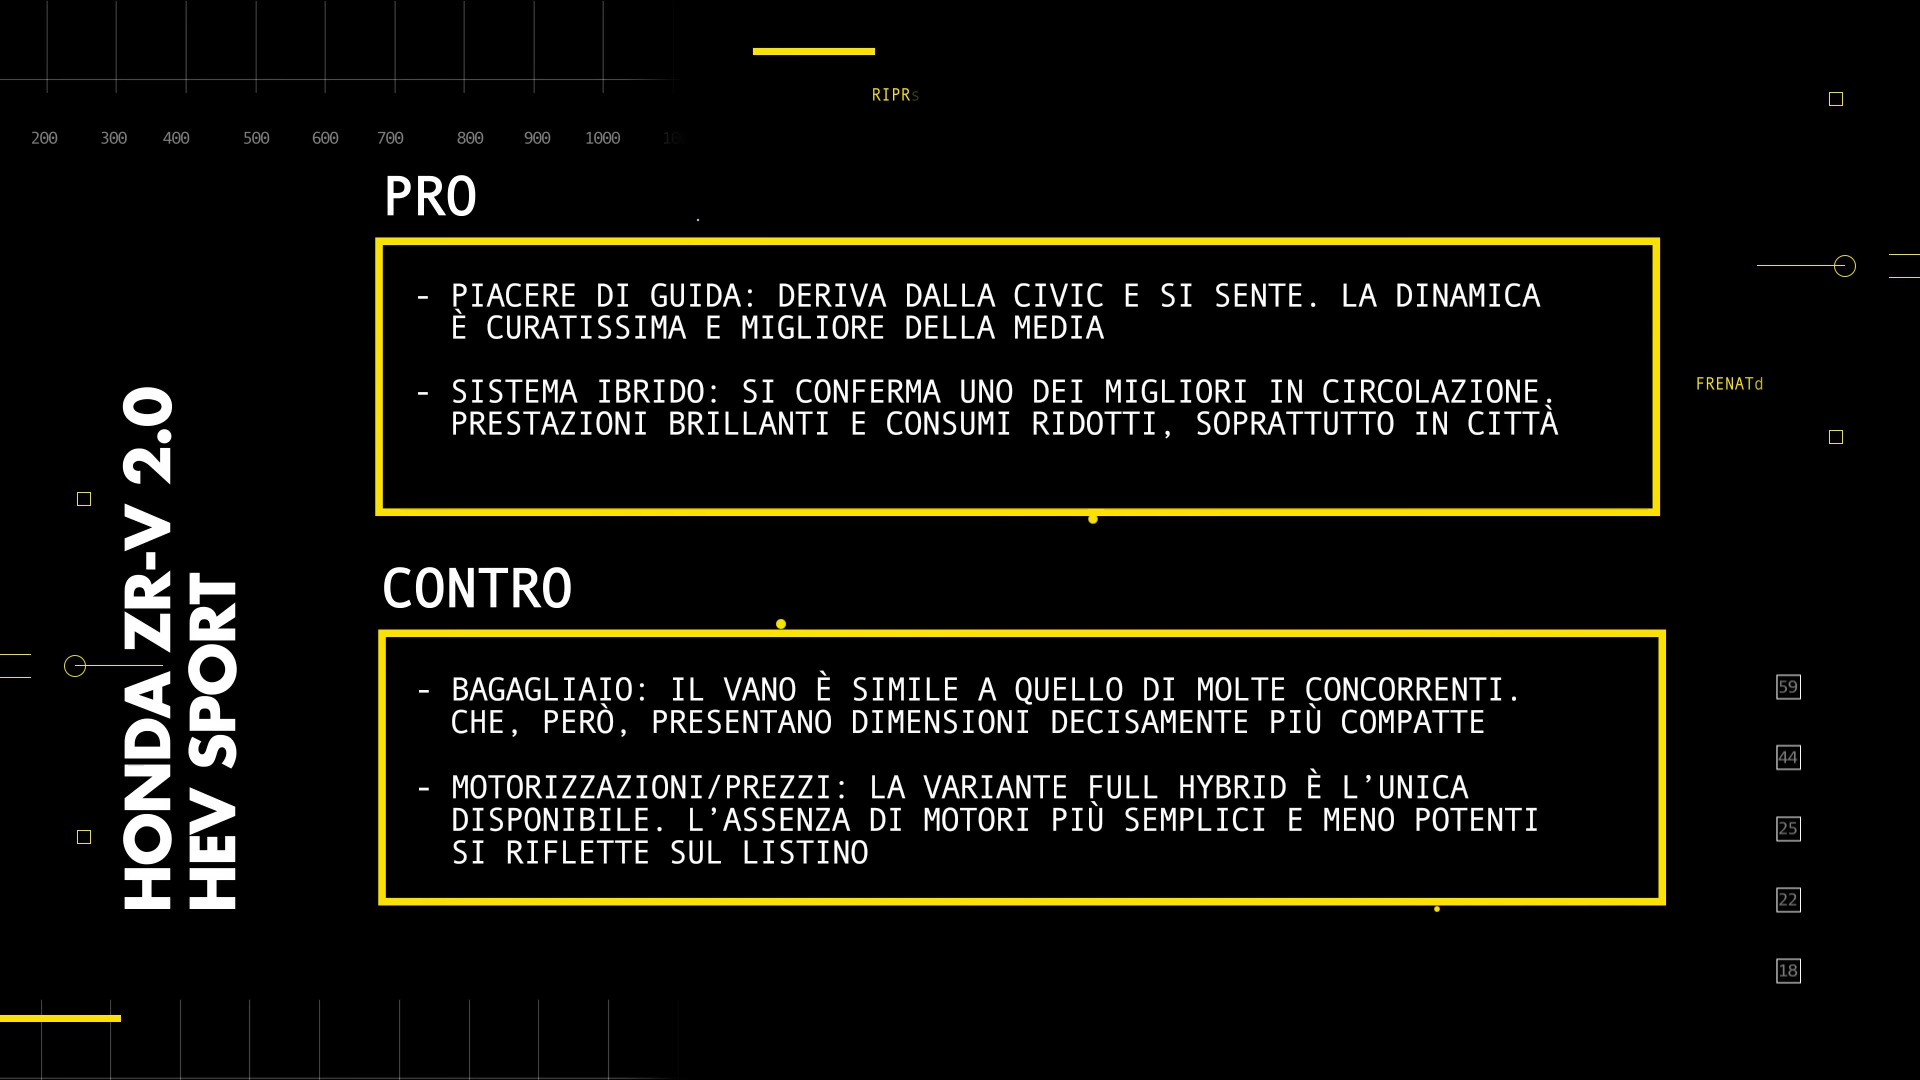 RIPRs
200 300 400 500 600 700 800 900 1000
PRO
- PIACERE DI GUIDA: DERIVA DALLA CIVIC E SI SENTE. LA DINAMICA
È CURATISSIMA E MIGLIORE DELLA MEDIA
- SISTEMA IBRIDO: SI CONFERMA UNO DEI MIGLIORI IN CIRCOLAZIONE.
PRESTAZIONI BRILLANTI E CONSUMI RIDOTTI, SOPRATTUTTO IN CITTÀ
FRENATd
HONDA ZR-V 2.0
HEV SPORT
CONTRO
- BAGAGLIAIO: IL VANO È SIMILE A QUELLO DI MOLTE CONCORRENTI.
CHE, PERÒ, PRESENTANO DIMENSIONI DECISAMENTE PIÙ COMPATTE
- MOTORIZZAZIONI/PREZZI: LA VARIANTE FULL HYBRID È L’UNICA
DISPONIBILE. L’ASSENZA DI MOTORI PIÙ SEMPLICI E MENO POTENTI
SI RIFLETTE SUL LISTINO
59
44
25
22
18